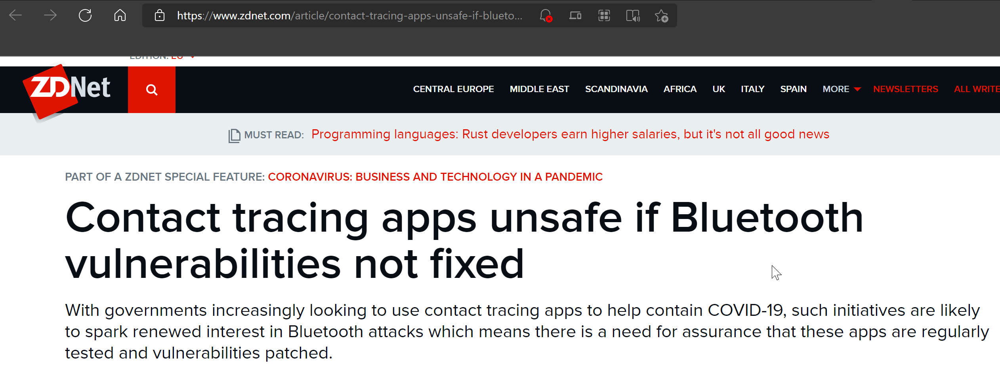 https://www.zdnet.com/article/contact-tracing-apps-unsafe-if-blueto...
EDITION: EU
ZDNet
CENTRAL EUROPE MIDDLE EAST SCANDINAVIA AFRICA UK ITALY SPAIN MORE NEWSLETTERS ALL WRITE
MUST READ: Programming languages: Rust developers earn higher salaries, but it's not all good news
PART OF A ZDNET SPECIAL FEATURE: CORONAVIRUS: BUSINESS AND TECHNOLOGY IN A PANDEMIC
Contact tracing apps unsafe if Bluetooth
vulnerabilities not fixed
With governments increasingly looking to use contact tracing apps to help contain COVID-19, such initiatives are likely
to spark renewed interest in Bluetooth attacks which means there is a need for assurance that these apps are regularly
tested and vulnerabilities patched.